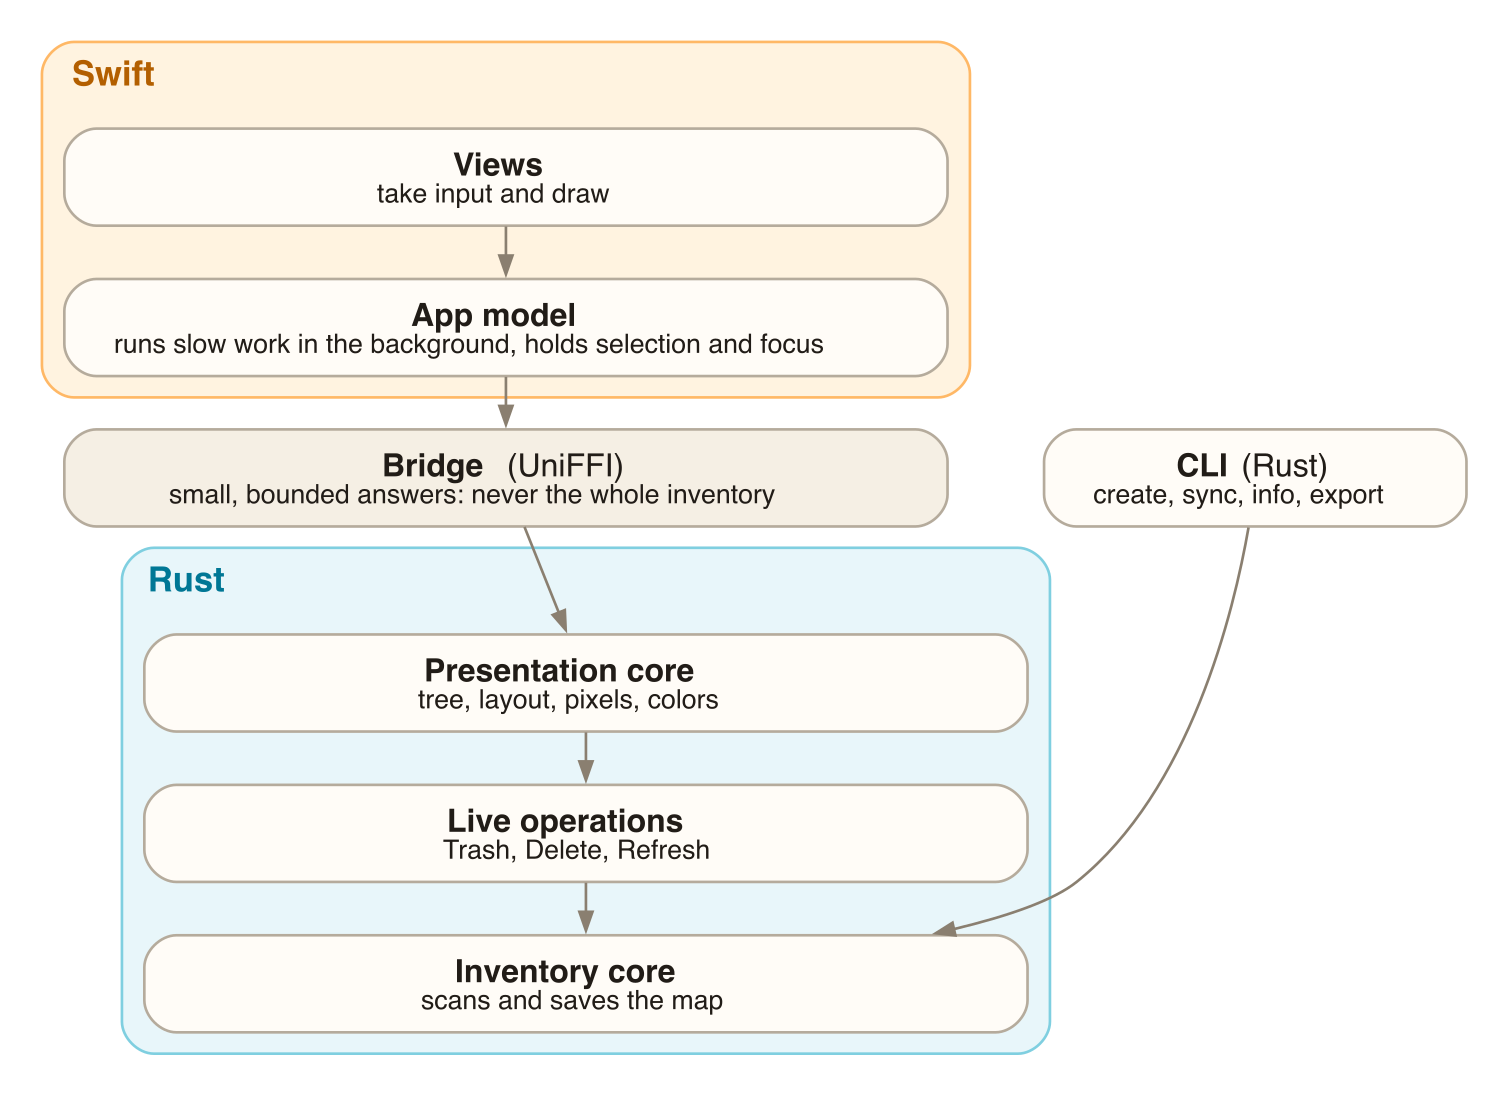 Swift
Views
take input and draw
App model
runs slow work in the background, holds selection and focus
Bridge (UniFFI)
small, bounded answers: never the whole inventory
CLI (Rust)
create, sync, info, export
Rust
Presentation core
tree, layout, pixels, colors
Live operations
Trash, Delete, Refresh
Inventory core
scans and saves the map